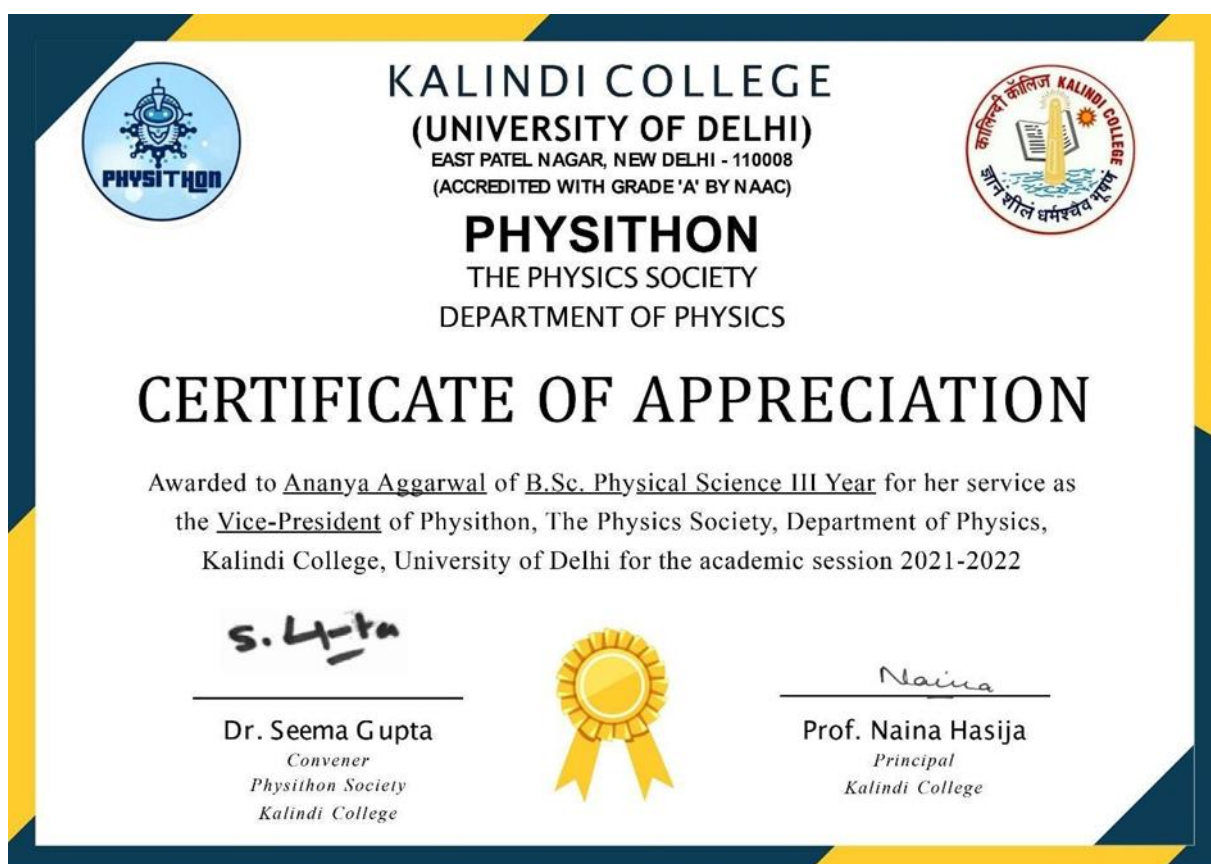 KALINDI COLLEGE
(UNIVERSITY OF DELHI)
EAST PATEL NAGAR, NEW DELHI - 110008
(ACCREDITED WITH GRADE 'A' BY NAAC)
PHYSITHON
कालिन्दी कॉलिज KALINDI COLLEGE
ज्ञानं शीलं धर्मश्चैव भूषणं
PHYSITHON
THE PHYSICS SOCIETY
DEPARTMENT OF PHYSICS
CERTIFICATE OF APPRECIATION
Awarded to Ananya Aggarwal of B.Sc. Physical Science III Year for her service as
the Vice-President of Physithon, The Physics Society, Department of Physics,
Kalindi College, University of Delhi for the academic session 2021-2022
S. Gupta
Naina
Dr. Seema Gupta
Convener
Physithon Society
Kalindi College
Prof. Naina Hasija
Principal
Kalindi College